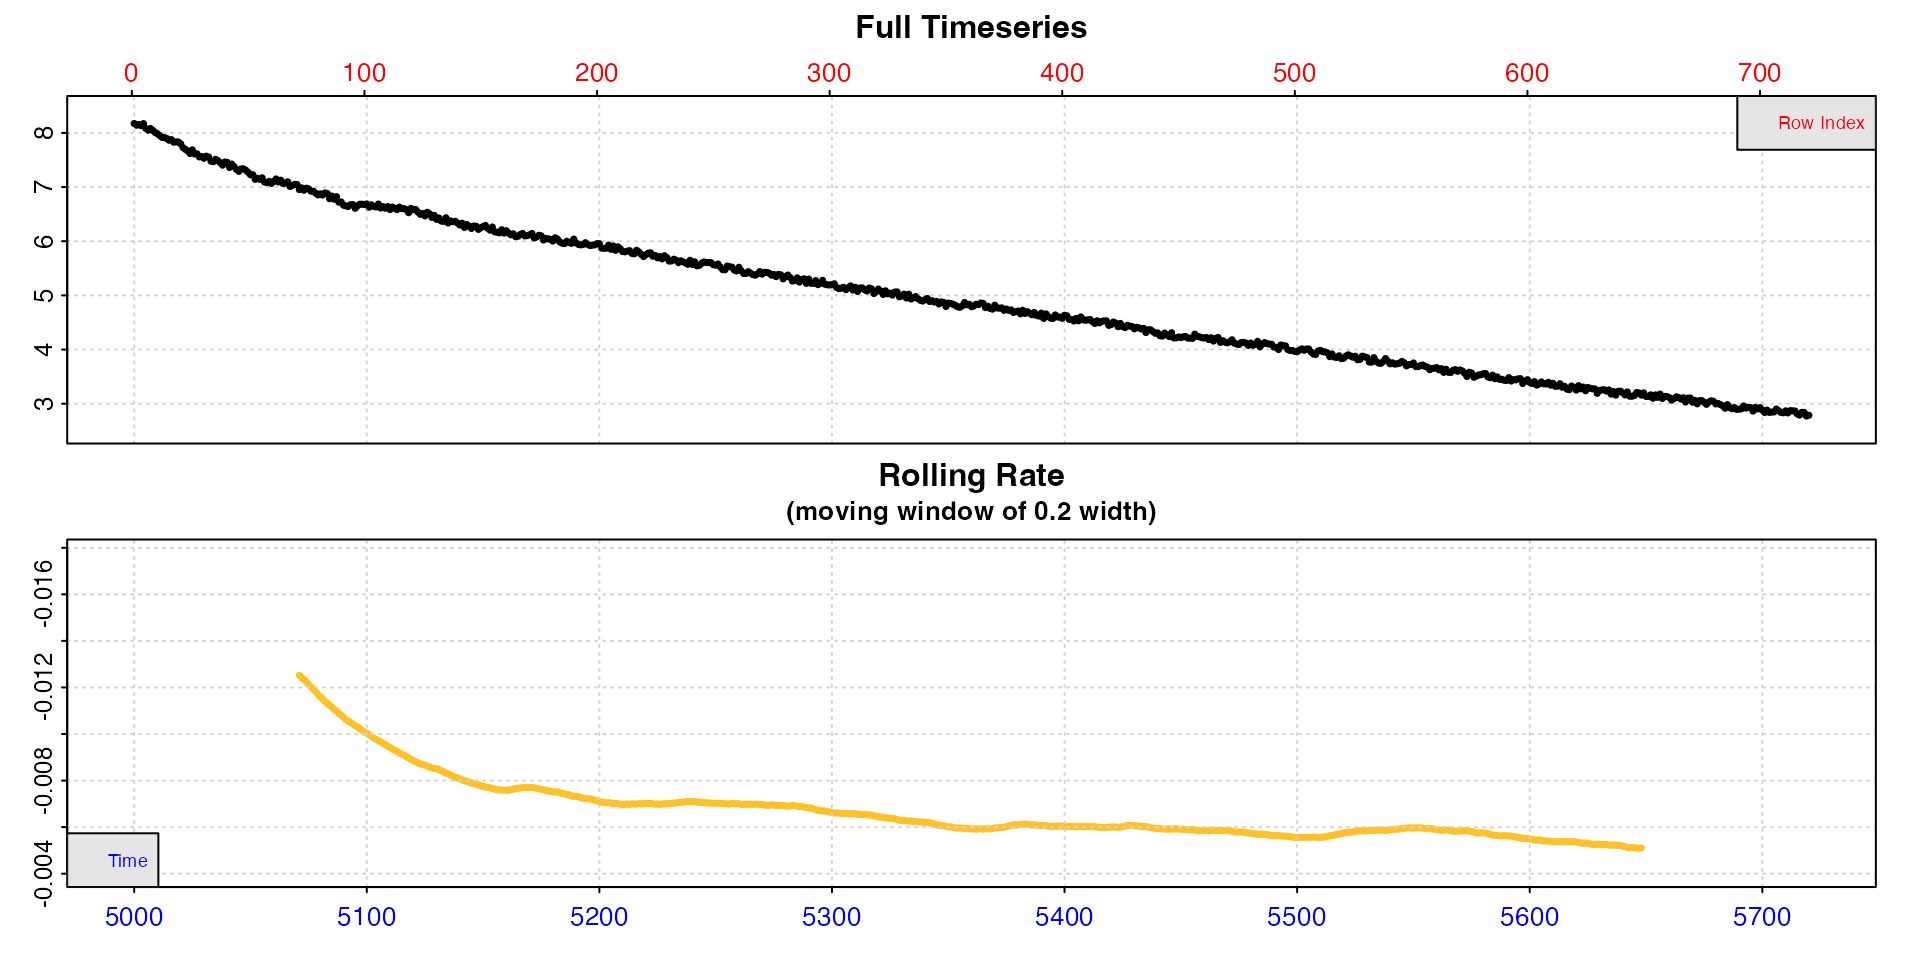 Full Timeseries
0 100 200 300 400 500 600 700
Row Index
8
7
6
5
4
3
Rolling Rate
(moving window of 0.2 width)
-0.016
-0.012
-0.008
-0.004
Time
5000 5100 5200 5300 5400 5500 5600 5700